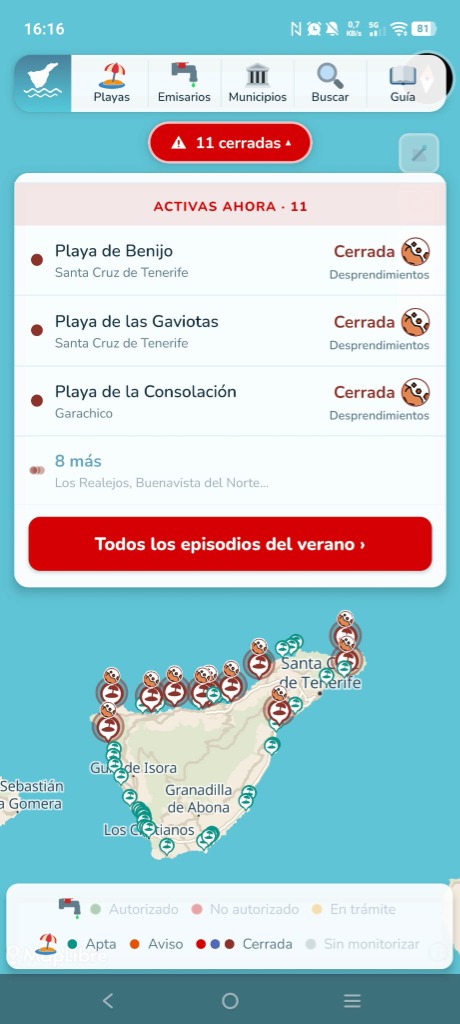 16:16
0,7
KB/s
5G
81
Playas
Emisarios
Municipios
Buscar
Guía
11 cerradas
ACTIVAS AHORA · 11
Playa de Benijo
Cerrada
Santa Cruz de Tenerife
Desprendimientos
Playa de las Gaviotas
Cerrada
Santa Cruz de Tenerife
Desprendimientos
Playa de la Consolación
Cerrada
Garachico
Desprendimientos
8 más
Los Realejos, Buenavista del Norte...
Todos los episodios del verano ›
Santa
de Tenerife
de Isora
Sebastián
Gomera
Granadilla
de Abona
Los
Autorizado
No autorizado
En trámite
Apta
Aviso
Cerrada
Sin monitorizar